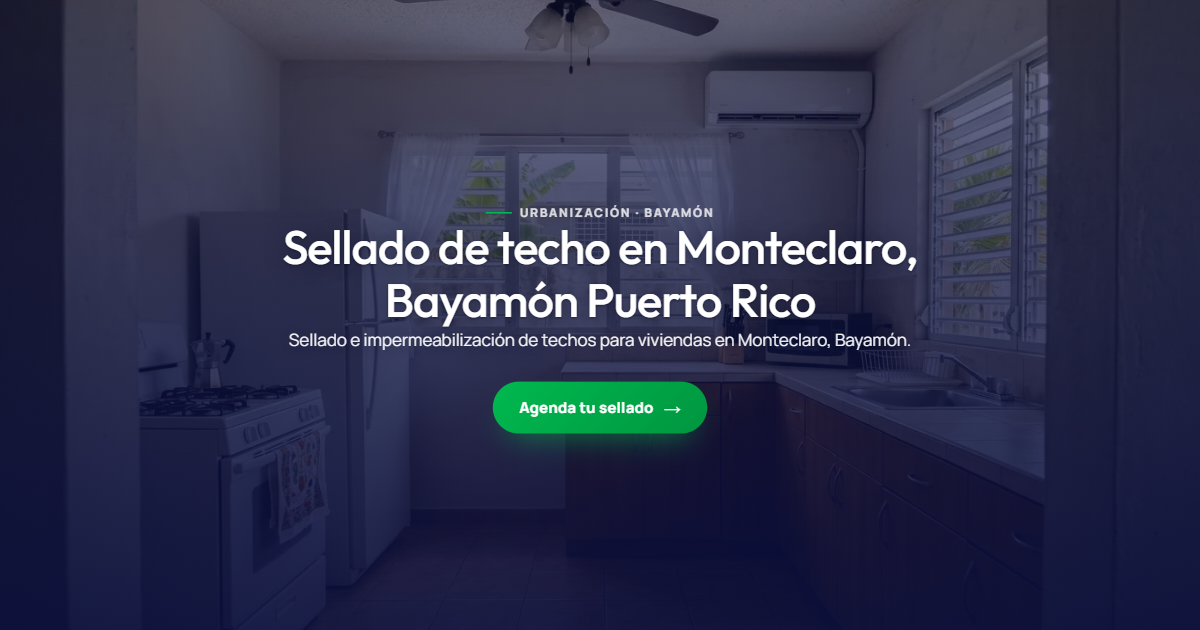 URBANIZACIÓN · BAYAMÓN
Sellado de techo en Monteclaro,
Bayamón Puerto Rico
Sellado e impermeabilización de techos para viviendas en Monteclaro, Bayamón.
Agenda tu sellado →